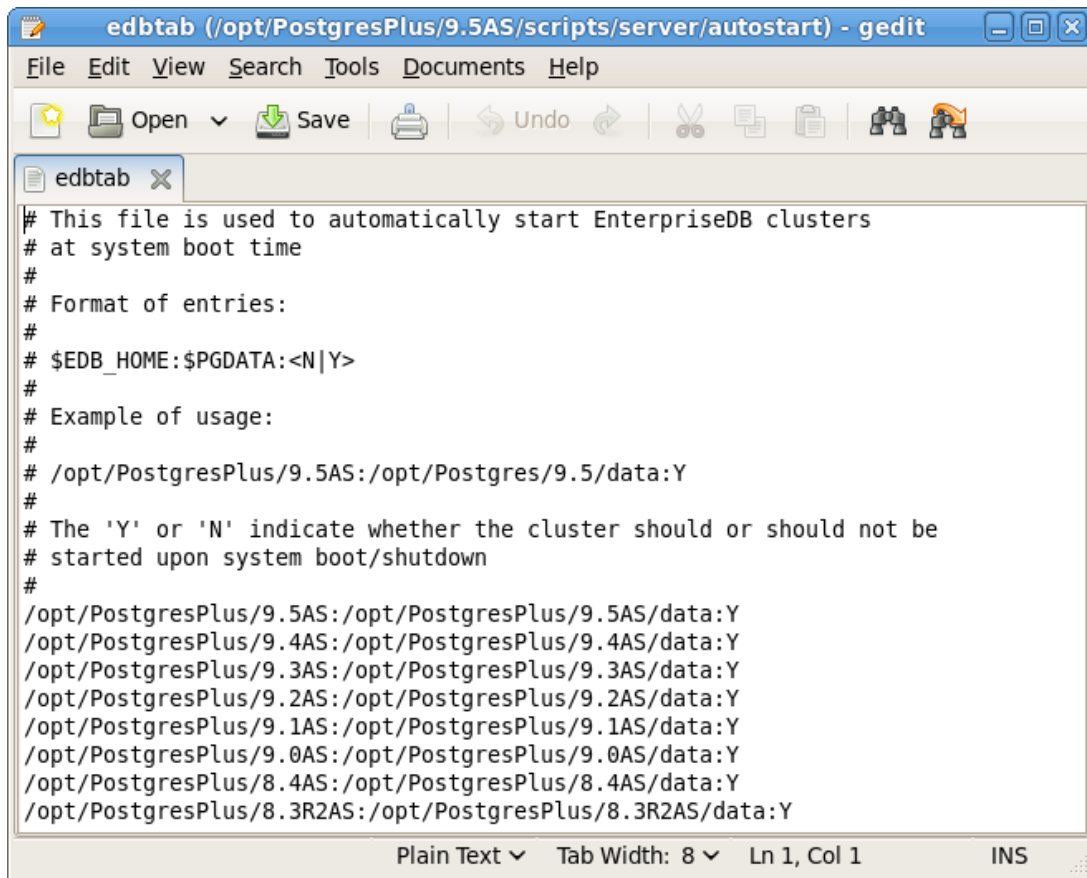 edbtab (/opt/PostgresPlus/9.5AS/scripts/server/autostart) - gedit
File Edit View Search Tools Documents Help
Open Save Undo
edbtab
# This file is used to automatically start EnterpriseDB clusters
# at system boot time
#
# Format of entries:
#
# $EDB_HOME:$PGDATA:<N|Y>
#
# Example of usage:
#
# /opt/PostgresPlus/9.5AS:/opt/Postgres/9.5/data:Y
#
# The 'Y' or 'N' indicate whether the cluster should or should not be
# started upon system boot/shutdown
#
/opt/PostgresPlus/9.5AS:/opt/PostgresPlus/9.5AS/data:Y
/opt/PostgresPlus/9.4AS:/opt/PostgresPlus/9.4AS/data:Y
/opt/PostgresPlus/9.3AS:/opt/PostgresPlus/9.3AS/data:Y
/opt/PostgresPlus/9.2AS:/opt/PostgresPlus/9.2AS/data:Y
/opt/PostgresPlus/9.1AS:/opt/PostgresPlus/9.1AS/data:Y
/opt/PostgresPlus/9.0AS:/opt/PostgresPlus/9.0AS/data:Y
/opt/PostgresPlus/8.4AS:/opt/PostgresPlus/8.4AS/data:Y
/opt/PostgresPlus/8.3R2AS:/opt/PostgresPlus/8.3R2AS/data:Y
Plain Text Tab Width: 8 Ln 1, Col 1 INS